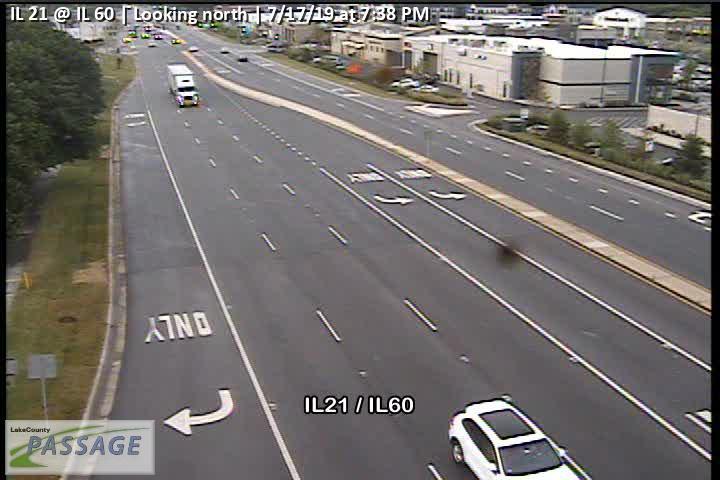 IL 21 @ IL 60 | Looking north | 7/17/19 at 7:38 PM
ONLY
IL21 / IL60
LakeCounty
PASSAGE